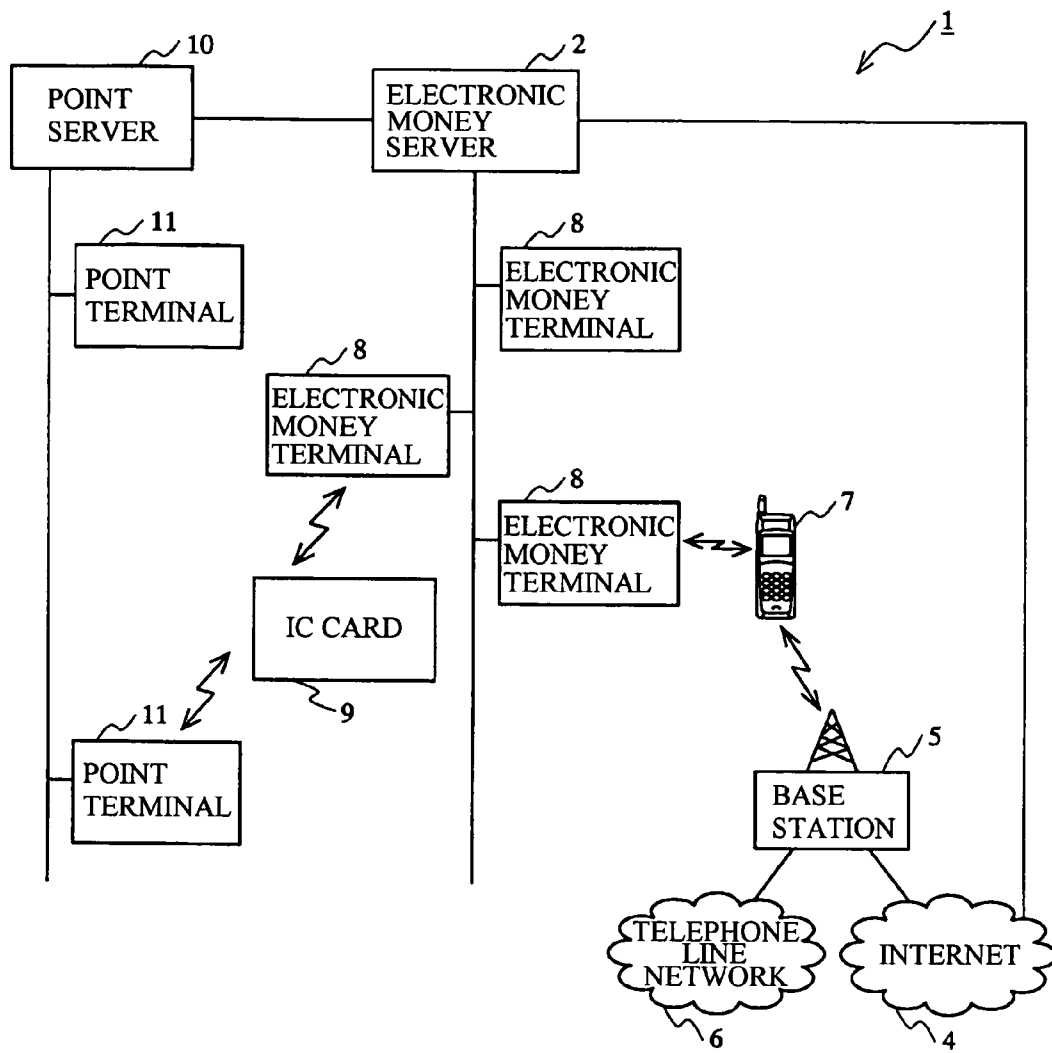 1
10
POINT
SERVER
2
ELECTRONIC
MONEY
SERVER
11
POINT
TERMINAL
8
ELECTRONIC
MONEY
TERMINAL
8
ELECTRONIC
MONEY
TERMINAL
8
ELECTRONIC
MONEY
TERMINAL
7
IC CARD
9
11
POINT
TERMINAL
5
BASE
STATION
TELEPHONE
LINE
NETWORK
6
INTERNET
4